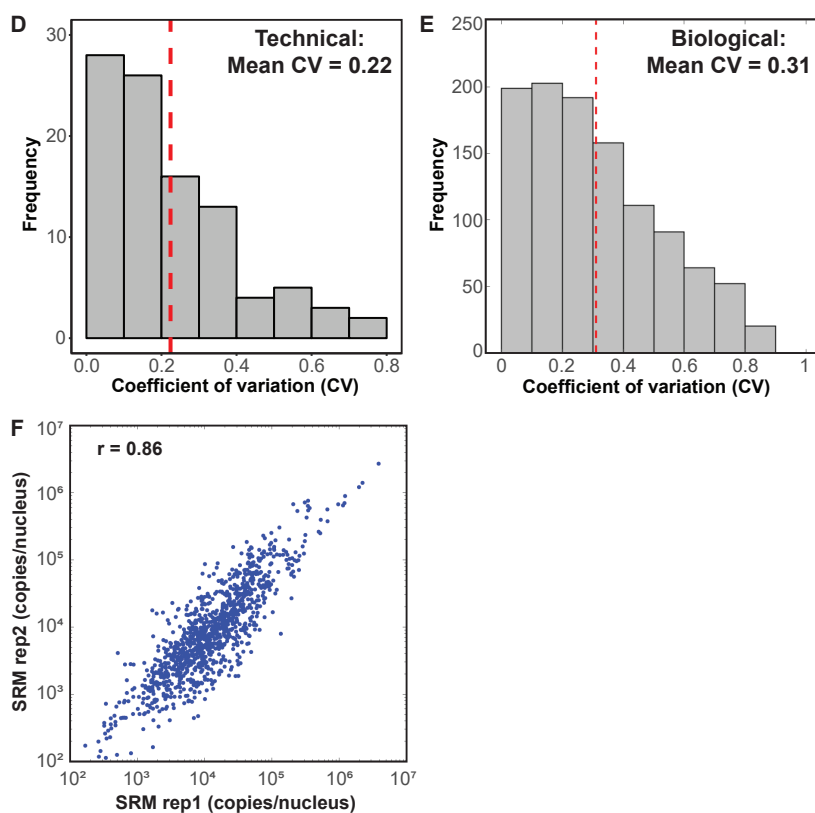 D
Technical:
Mean CV = 0.22
Frequency
30
20
10
0
0.0
0.2
0.4
0.6
0.8
Coefficient of variation (CV)
E
Biological:
Mean CV = 0.31
Frequency
250
200
150
100
50
0
0
0.2
0.4
0.6
0.8
1
Coefficient of variation (CV)
F
r = 0.86
SRM rep2 (copies/nucleus)
10⁷
10⁶
10⁵
10⁴
10³
10²
10²
10³
10⁴
10⁵
10⁶
10⁷
SRM rep1 (copies/nucleus)